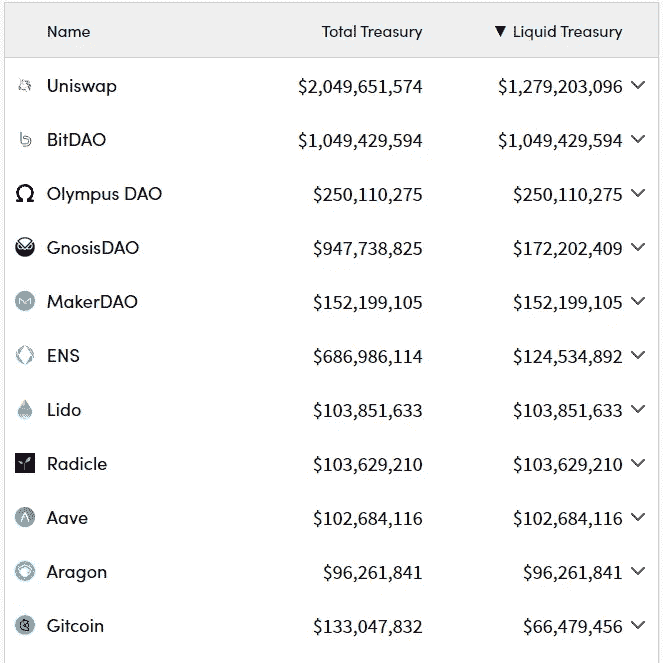 Name Total Treasury ▼ Liquid Treasury
Uniswap $2,049,651,574 $1,279,203,096
BitDAO $1,049,429,594 $1,049,429,594
Olympus DAO $250,110,275 $250,110,275
GnosisDAO $947,738,825 $172,202,409
MakerDAO $152,199,105 $152,199,105
ENS $686,986,114 $124,534,892
Lido $103,851,633 $103,851,633
Radicle $103,629,210 $103,629,210
Aave $102,684,116 $102,684,116
Aragon $96,261,841 $96,261,841
Gitcoin $133,047,832 $66,479,456